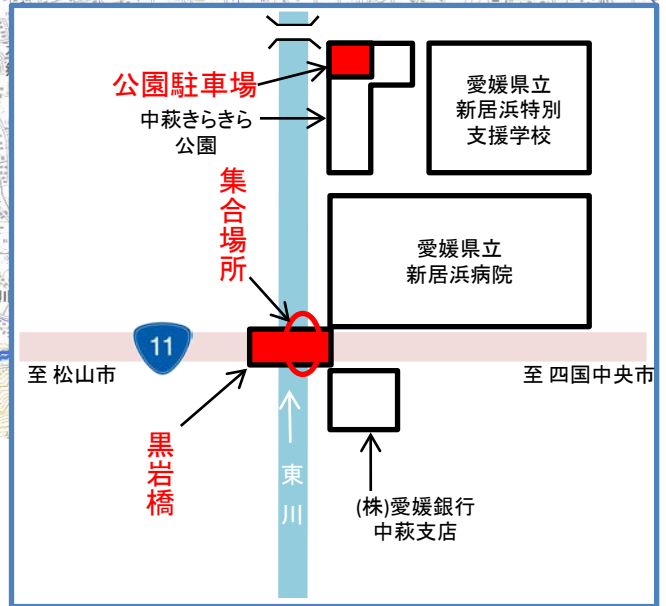 公園駐車場
中萩きらきら
公園
愛媛県立
新居浜特別
支援学校
集合場所
愛媛県立
新居浜病院
11
至 松山市
至 四国中央市
黒岩橋
東川
(株)愛媛銀行
中萩支店